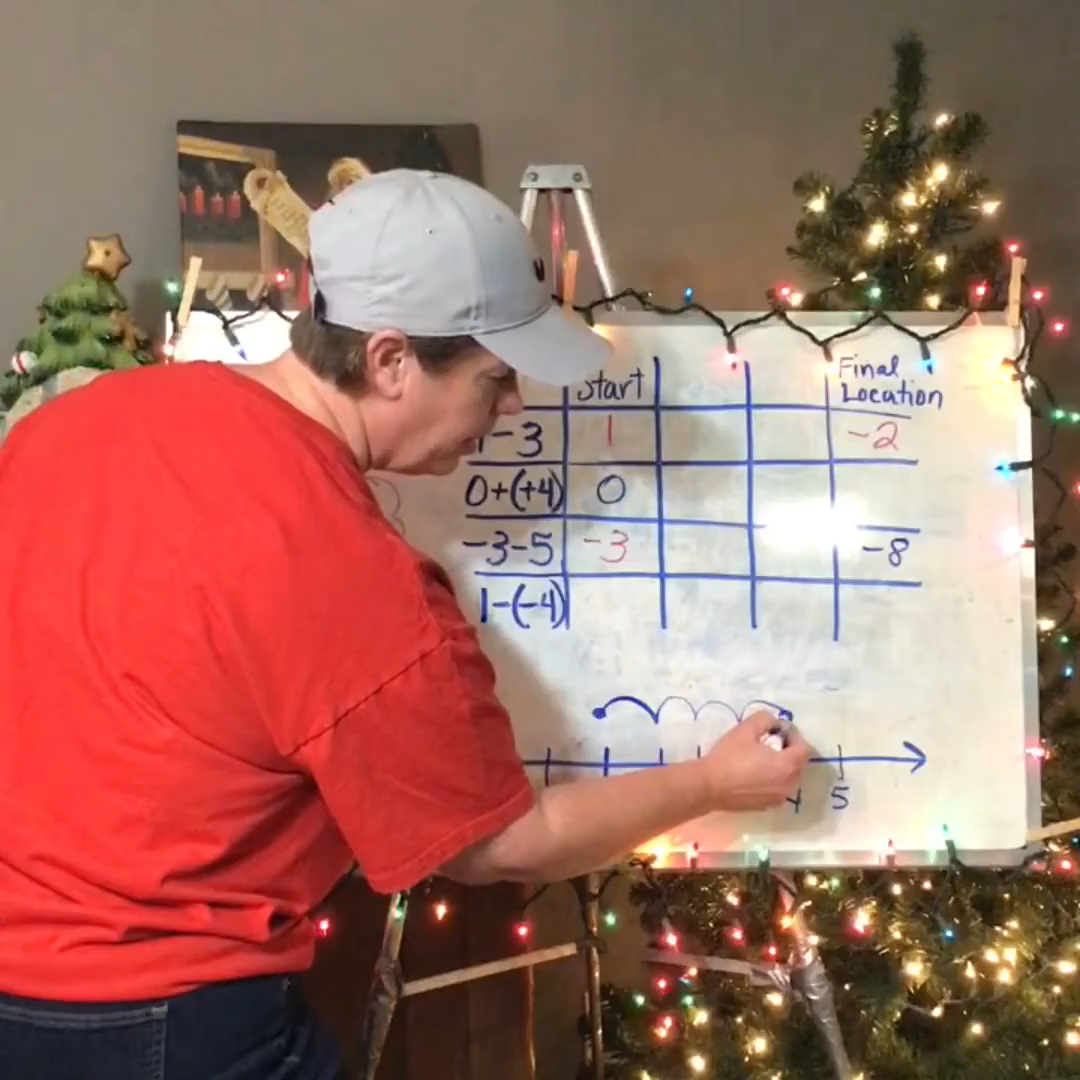 Start Final Location
1-3 1 -2
0+(+4) 0
-3-5 -3 -8
1-(-4)
4 5